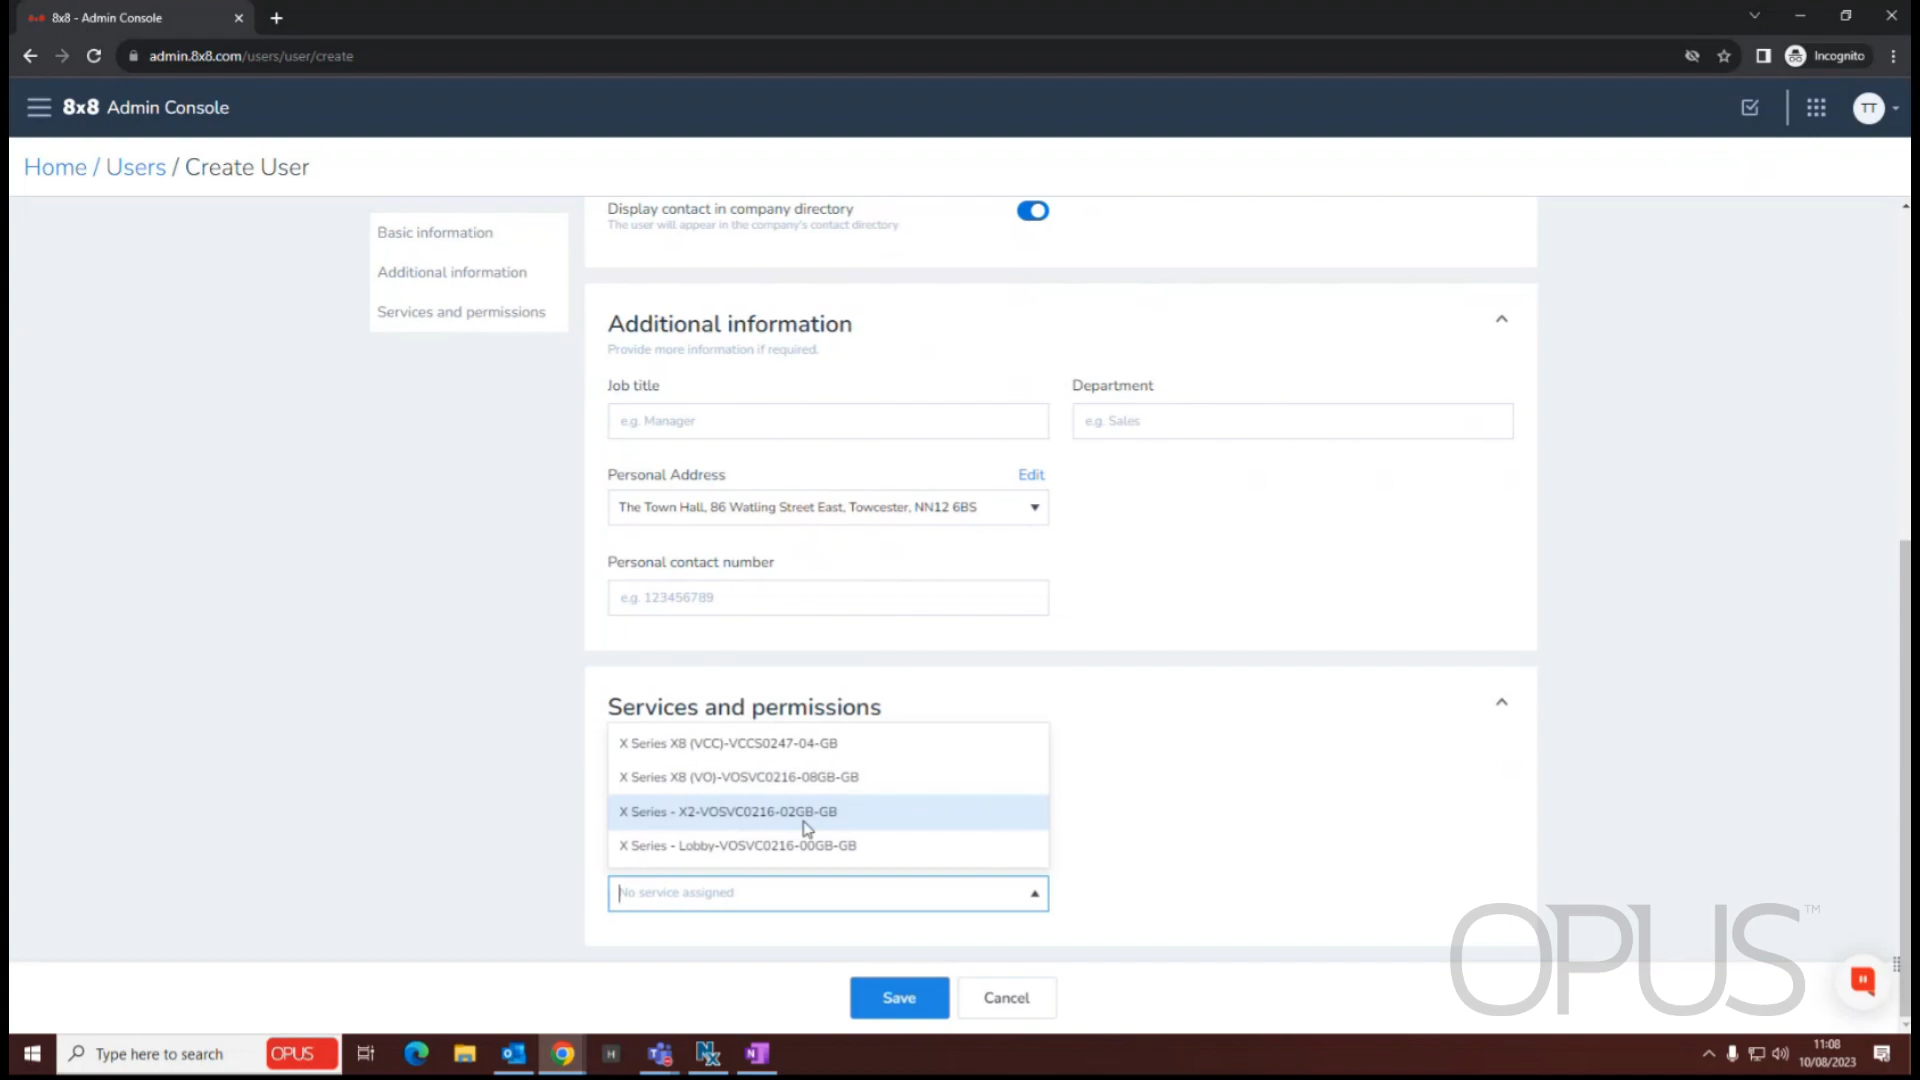 8x8 - Admin Console
admin.8x8.com/users/user/create
Incognito
8x8 Admin Console
TT
Home / Users / Create User
Basic information
Additional information
Services and permissions
Display contact in company directory
The user will appear in the company's contact directory
Additional information
Provide more information if required.
Job title
Department
e.g. Manager
e.g. Sales
Personal Address
Edit
The Town Hall, 86 Watling Street East, Towcester, NN12 6BS
Personal contact number
e.g. 123456789
Services and permissions
X Series X8 (VCC)-VCCS0247-04-GB
X Series X8 (VO)-VOSVC0216-08GB-GB
X Series - X2-VOSVC0216-02GB-GB
X Series - Lobby-VOSVC0216-00GB-GB
No service assigned
OPUS™
Save
Cancel
Type here to search
OPUS
H
11:08
10/08/2023